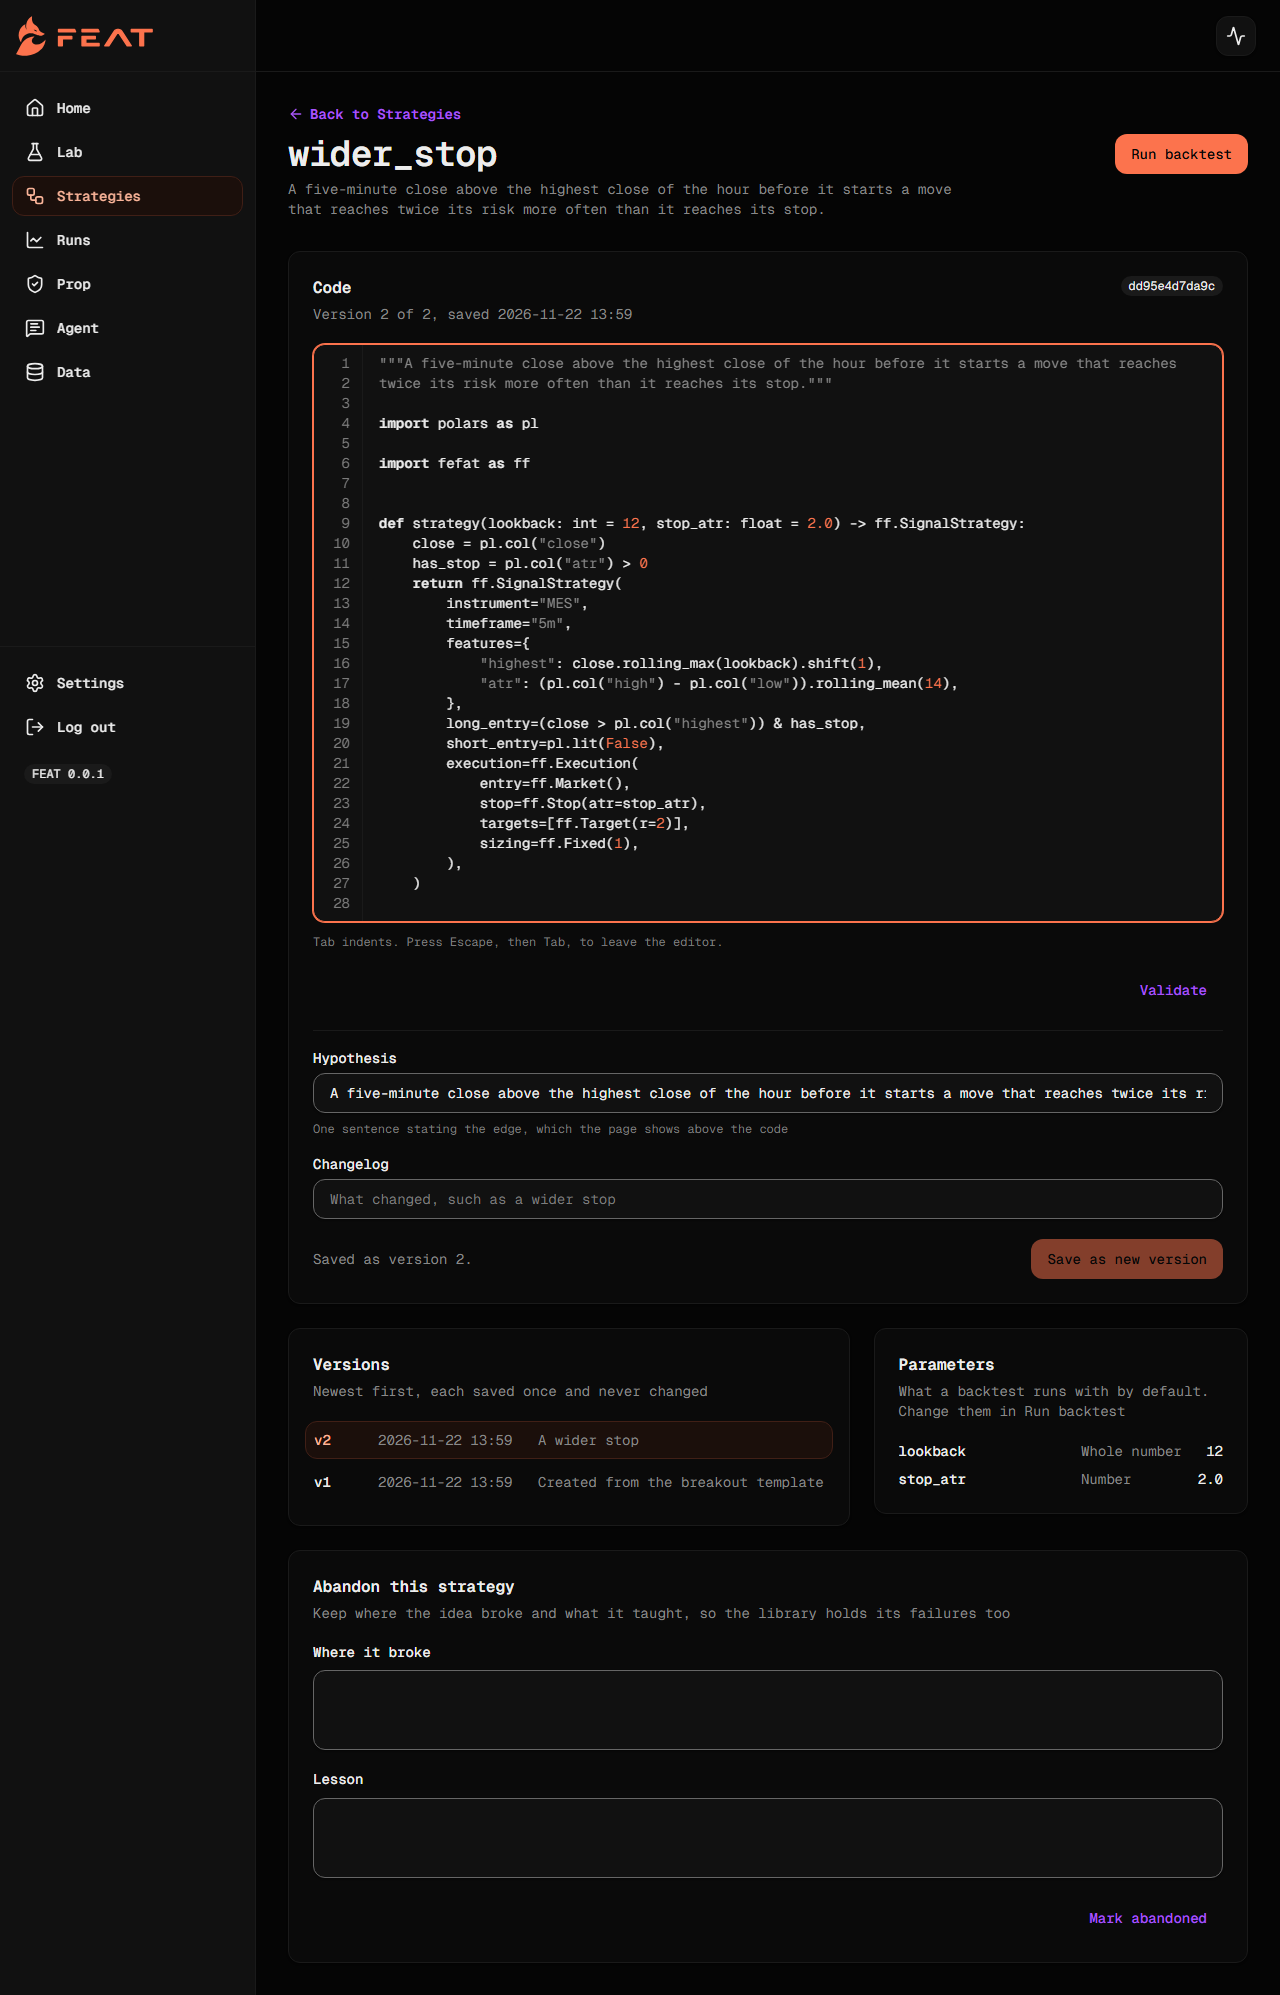 FEAT
Home
Lab
Strategies
Runs
Prop
Agent
Data
Settings
Log out
FEAT 0.0.1
Back to Strategies
wider_stop
Run backtest
A five-minute close above the highest close of the hour before it starts a move
that reaches twice its risk more often than it reaches its stop.
Code
dd95e4d7da9c
Version 2 of 2, saved 2026-11-22 13:59
1 """A five-minute close above the highest close of the hour before it starts a move that reaches
2 twice its risk more often than it reaches its stop."""
3
4 import polars as pl
5
6 import fefat as ff
7
8
9 def strategy(lookback: int = 12, stop_atr: float = 2.0) -> ff.SignalStrategy:
10     close = pl.col("close")
11     has_stop = pl.col("atr") > 0
12     return ff.SignalStrategy(
13         instrument="MES",
14         timeframe="5m",
15         features={
16             "highest": close.rolling_max(lookback).shift(1),
17             "atr": (pl.col("high") - pl.col("low")).rolling_mean(14),
18         },
19         long_entry=(close > pl.col("highest")) & has_stop,
20         short_entry=pl.lit(False),
21         execution=ff.Execution(
22             entry=ff.Market(),
23             stop=ff.Stop(atr=stop_atr),
24             targets=[ff.Target(r=2)],
25             sizing=ff.Fixed(1),
26         ),
27     )
28
Tab indents. Press Escape, then Tab, to leave the editor.
Validate
Hypothesis
A five-minute close above the highest close of the hour before it starts a move that reaches twice its ri
One sentence stating the edge, which the page shows above the code
Changelog
What changed, such as a wider stop
Saved as version 2.
Save as new version
Versions
Newest first, each saved once and never changed
v2 2026-11-22 13:59 A wider stop
v1 2026-11-22 13:59 Created from the breakout template
Parameters
What a backtest runs with by default.
Change them in Run backtest
lookback Whole number 12
stop_atr Number 2.0
Abandon this strategy
Keep where the idea broke and what it taught, so the library holds its failures too
Where it broke
Lesson
Mark abandoned